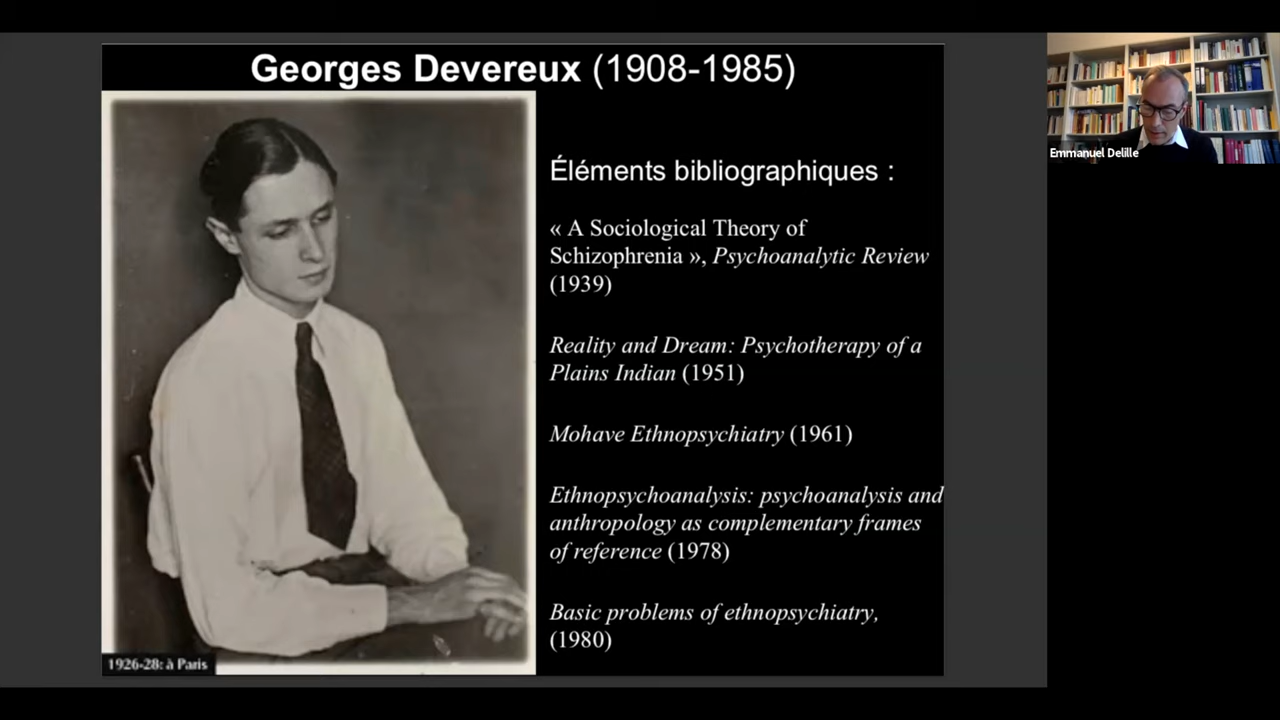 Georges Devereux (1908-1985)
Éléments bibliographiques :
« A Sociological Theory of
Schizophrenia », Psychoanalytic Review
(1939)
Reality and Dream: Psychotherapy of a
Plains Indian (1951)
Mohave Ethnopsychiatry (1961)
Ethnopsychoanalysis: psychoanalysis and
anthropology as complementary frames
of reference (1978)
Basic problems of ethnopsychiatry,
(1980)
1926-28: à Paris
Emmanuel Delille